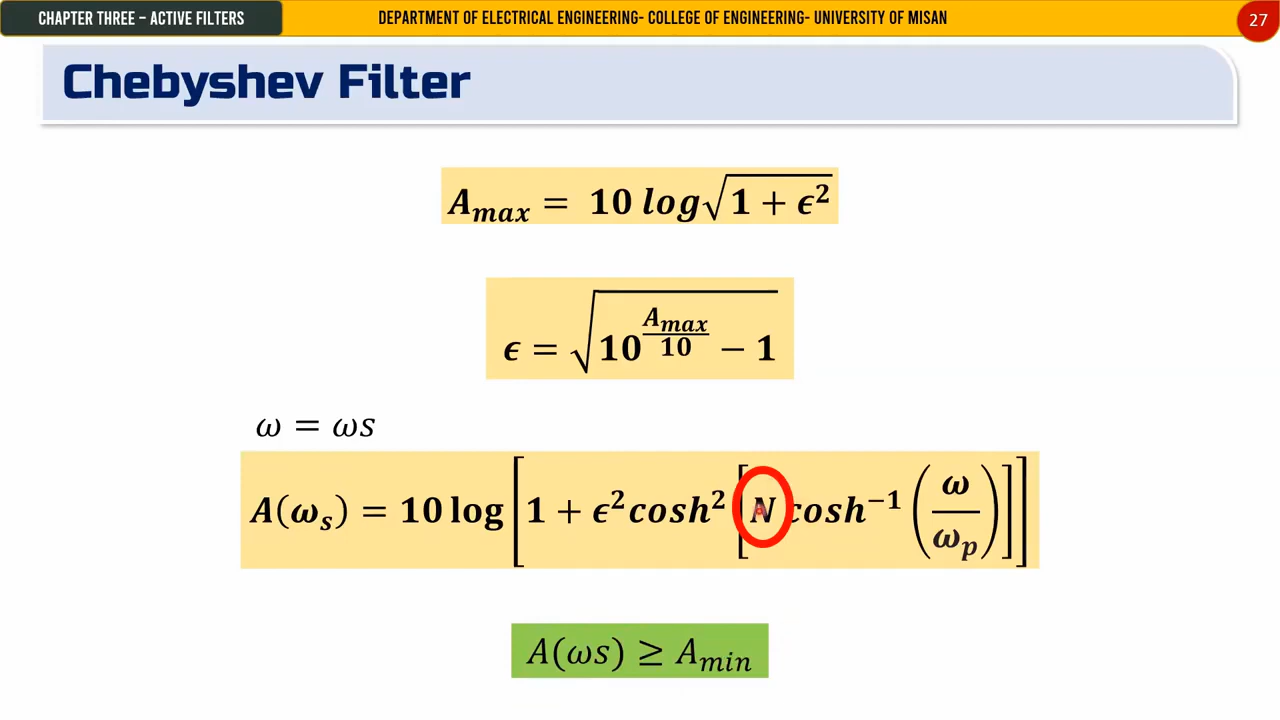 CHAPTER THREE – ACTIVE FILTERS
DEPARTMENT OF ELECTRICAL ENGINEERING- COLLEGE OF ENGINEERING- UNIVERSITY OF MISAN
27
Chebyshev Filter
A_max = 10 log√(1 + ϵ²)
ϵ = √(10^(A_max/10) − 1)
ω = ωs
A(ω_s) = 10 log[1 + ϵ²cosh²[N cosh⁻¹(ω/ω_p)]]
A(ωs) ≥ A_min